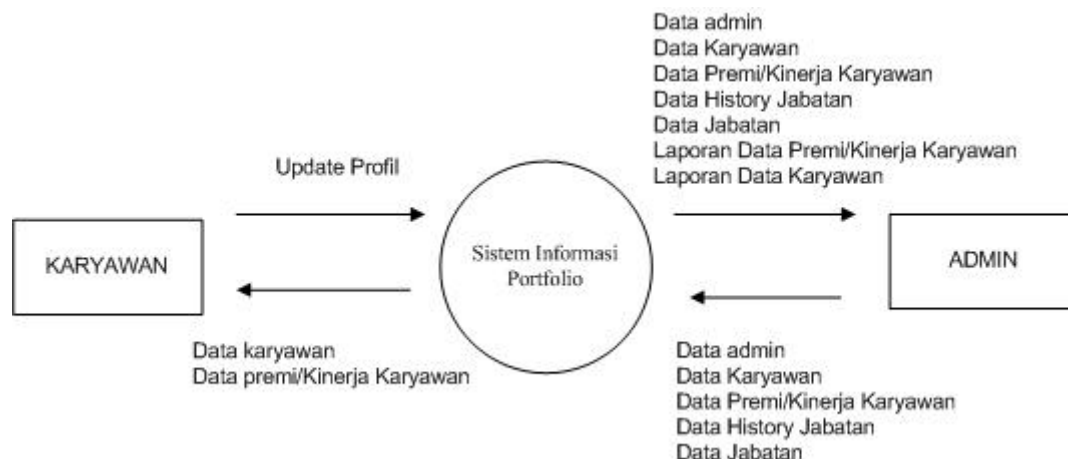 Data admin
Data Karyawan
Data Premi/Kinerja Karyawan
Data History Jabatan
Data Jabatan
Laporan Data Premi/Kinerja Karyawan
Laporan Data Karyawan
Update Profil
KARYAWAN
Sistem Informasi
Portfolio
ADMIN
Data karyawan
Data premi/Kinerja Karyawan
Data admin
Data Karyawan
Data Premi/Kinerja Karyawan
Data History Jabatan
Data Jabatan